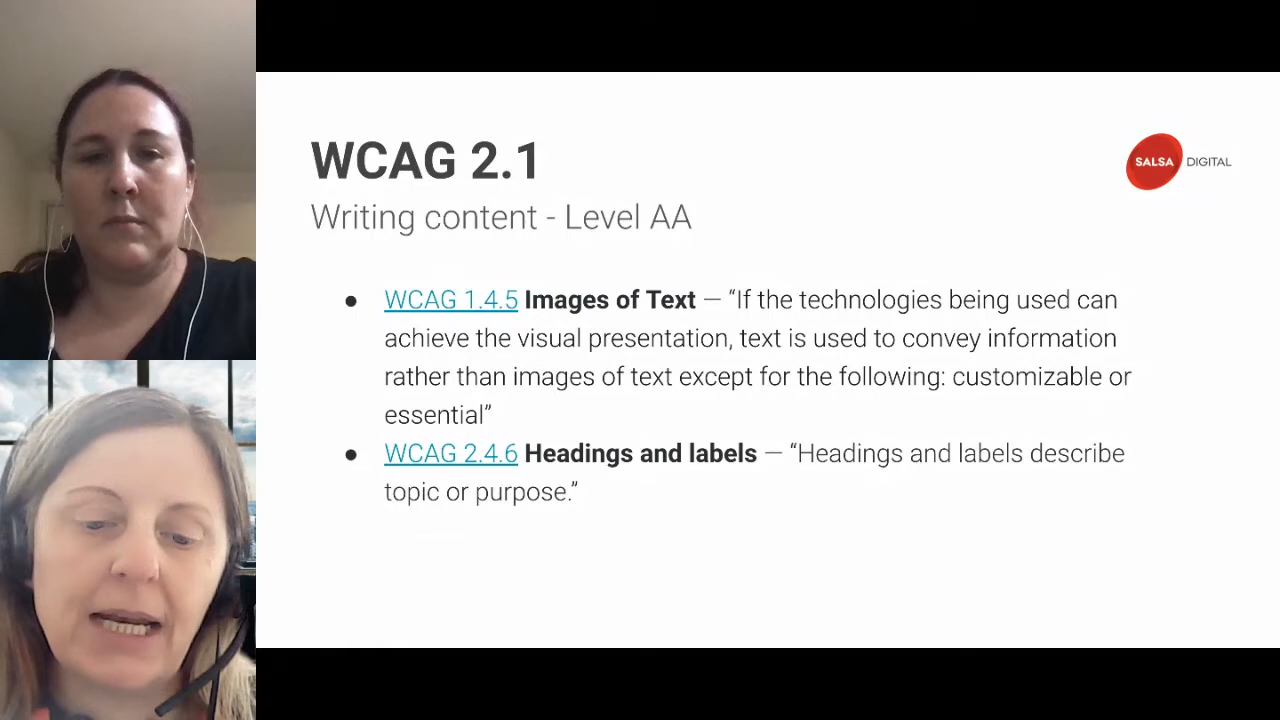 WCAG 2.1
SALSA DIGITAL
Writing content - Level AA
● WCAG 1.4.5 Images of Text — “If the technologies being used can
achieve the visual presentation, text is used to convey information
rather than images of text except for the following: customizable or
essential”
● WCAG 2.4.6 Headings and labels — “Headings and labels describe
topic or purpose.”